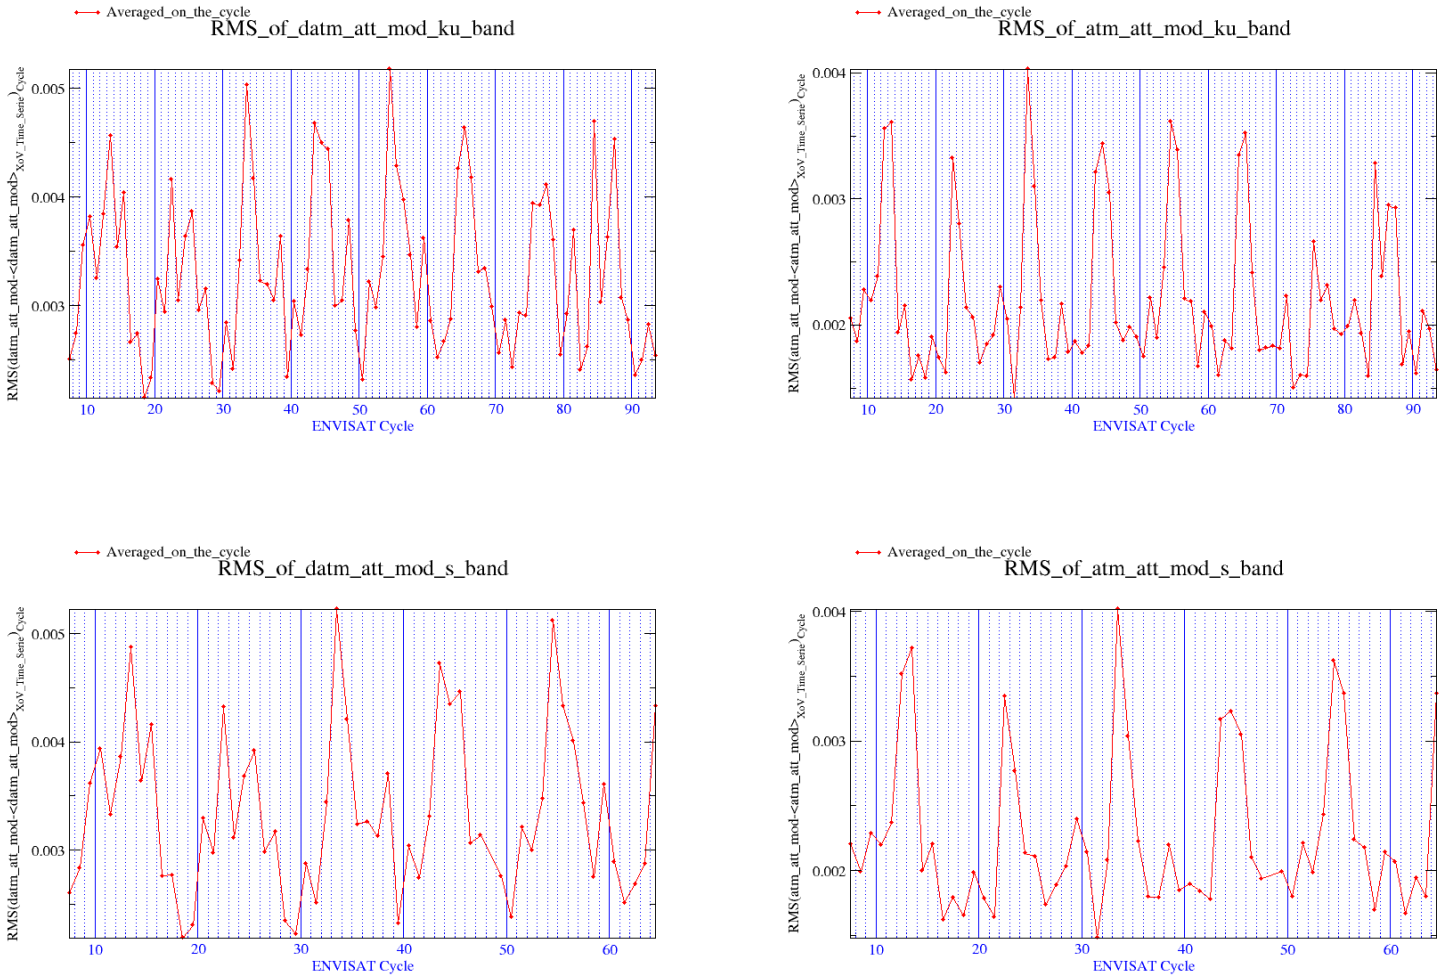 Averaged_on_the_cycle
RMS_of_datm_att_mod_ku_band
RMS(datm_att_mod-<datm_att_mod>XoV_Time_Serie)Cycle
0.005
0.004
0.003
10 20 30 40 50 60 70 80 90
ENVISAT Cycle
Averaged_on_the_cycle
RMS_of_atm_att_mod_ku_band
RMS(atm_att_mod-<atm_att_mod>XoV_Time_Serie)Cycle
0.004
0.003
0.002
10 20 30 40 50 60 70 80 90
ENVISAT Cycle
Averaged_on_the_cycle
RMS_of_datm_att_mod_s_band
RMS(datm_att_mod-<datm_att_mod>XoV_Time_Serie)Cycle
0.005
0.004
0.003
10 20 30 40 50 60
ENVISAT Cycle
Averaged_on_the_cycle
RMS_of_atm_att_mod_s_band
RMS(atm_att_mod-<atm_att_mod>XoV_Time_Serie)Cycle
0.004
0.003
0.002
10 20 30 40 50 60
ENVISAT Cycle